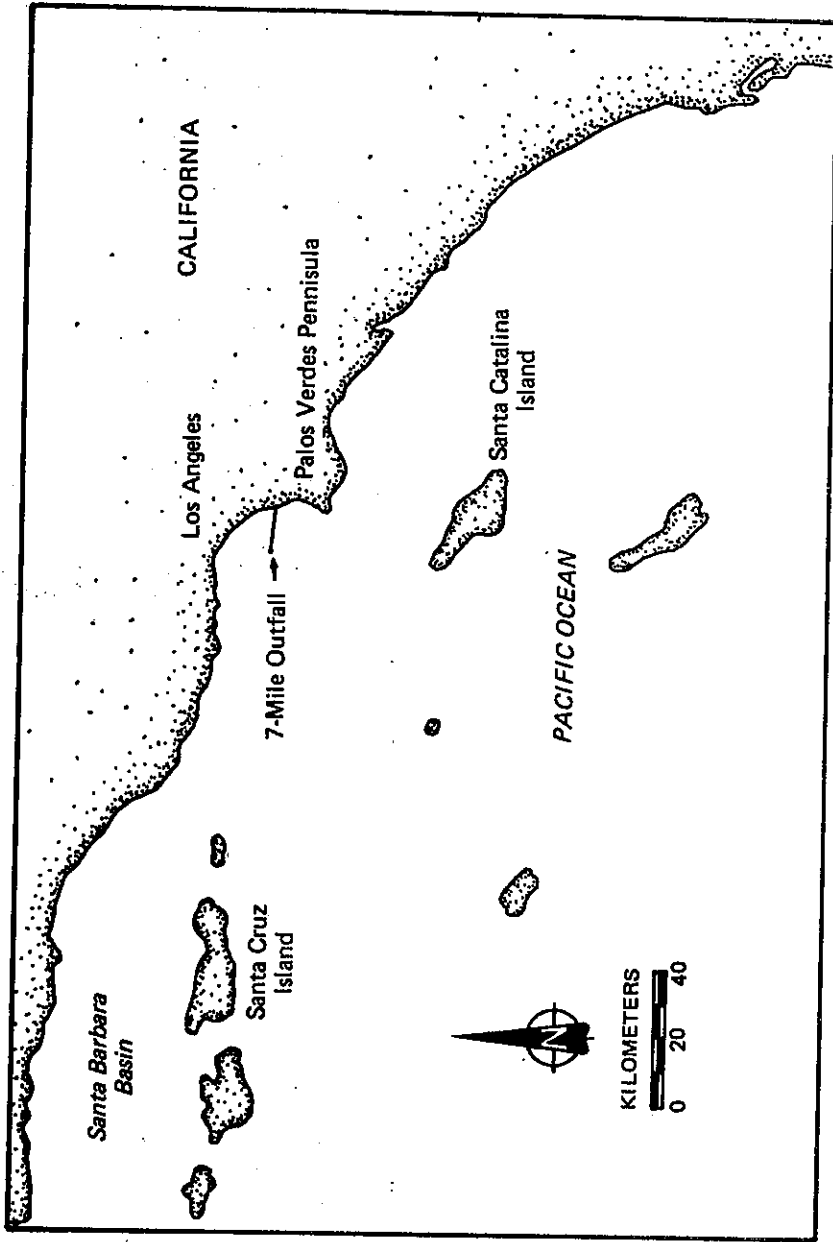 CALIFORNIA
Los Angeles
Palos Verdes Pennisula
7-Mile Outfall
Santa Barbara
Basin
Santa Cruz
Island
Santa Catalina
Island
PACIFIC OCEAN
N
KILOMETERS
0 20 40